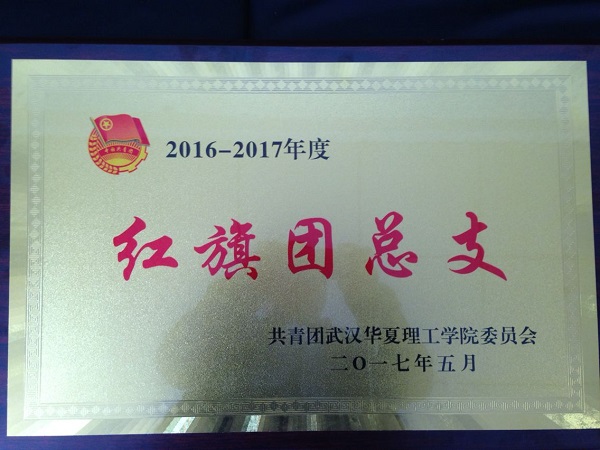 2016-2017年度
红旗团总支
共青团武汉华夏理工学院委员会
二〇一七年五月